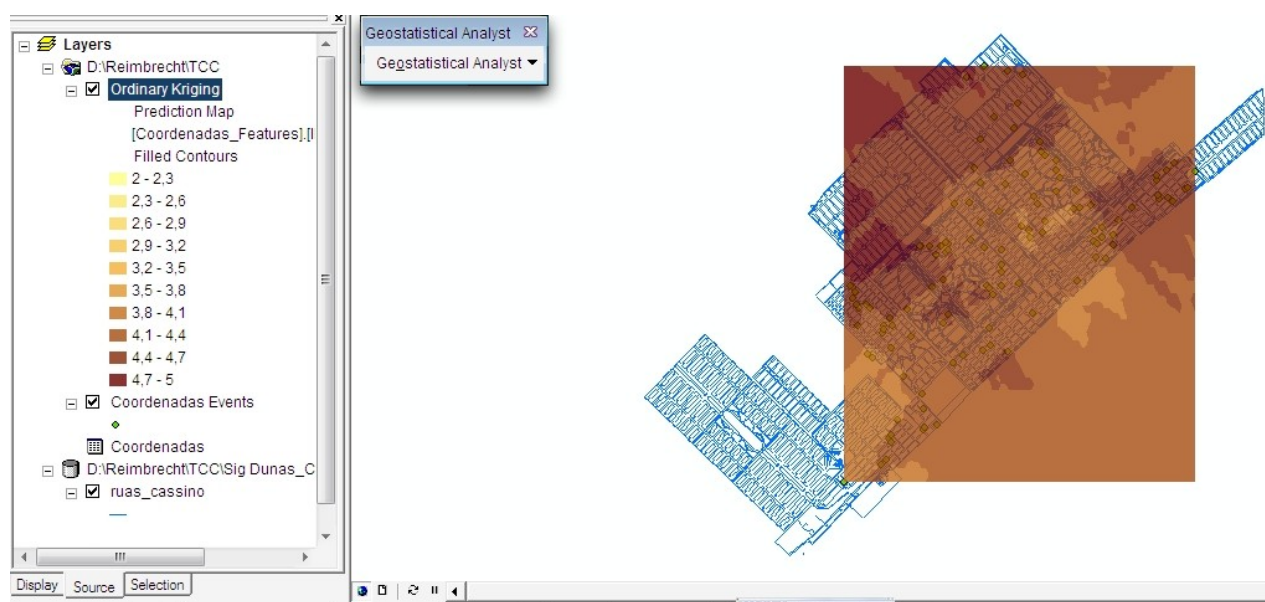 Layers
D:\Reimbrecht\TCC
Ordinary Kriging
Prediction Map
[Coordenadas_Features].[I
Filled Contours
2 - 2,3
2,3 - 2,6
2,6 - 2,9
2,9 - 3,2
3,2 - 3,5
3,5 - 3,8
3,8 - 4,1
4,1 - 4,4
4,4 - 4,7
4,7 - 5
Coordenadas Events
Coordenadas
D:\Reimbrecht\TCC\Sig Dunas_C
ruas_cassino
Display Source Selection
Geostatistical Analyst
Geostatistical Analyst